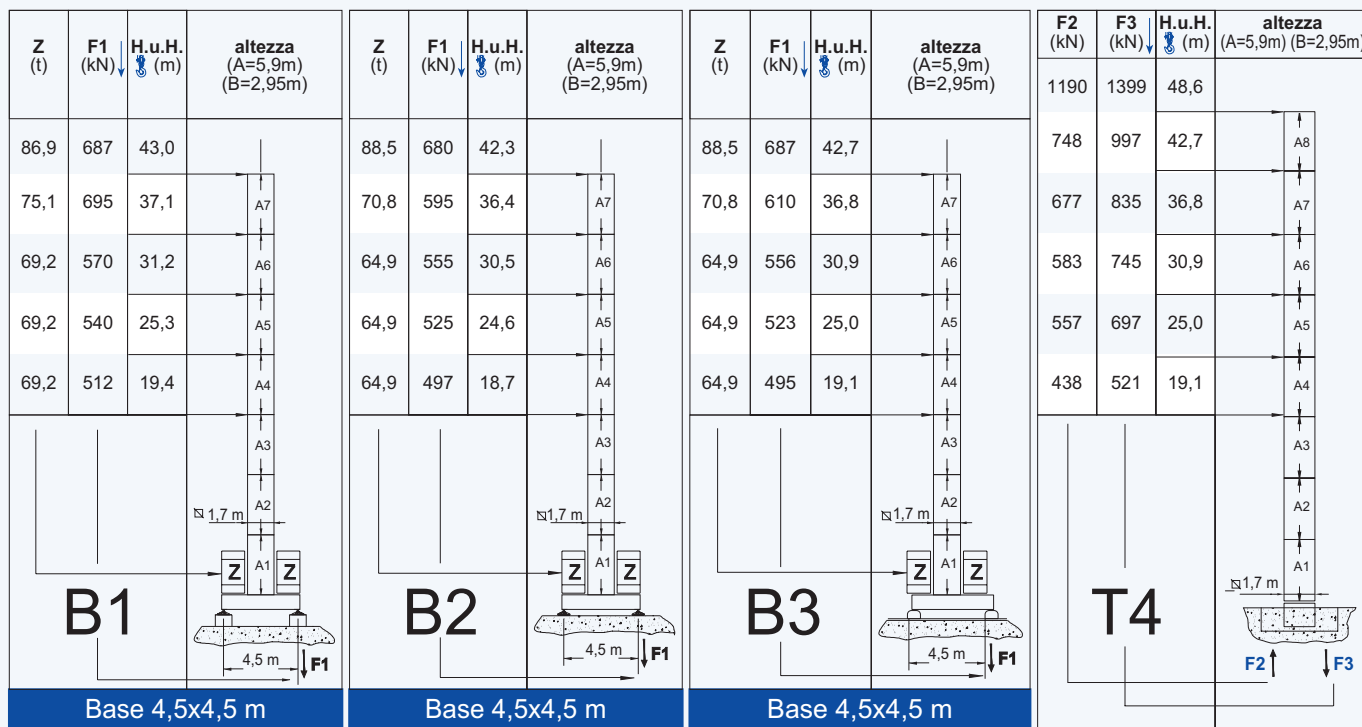 Z F1 H.u.H. altezza
(t) (kN) (m) (A=5,9m)
(B=2,95m)
86,9 687 43,0
75,1 695 37,1
69,2 570 31,2
69,2 540 25,3
69,2 512 19,4
A7
A6
A5
A4
A3
A2
1,7 m
A1
Z Z
B1
4,5 m
F1
Base 4,5x4,5 m
Z F1 H.u.H. altezza
(t) (kN) (m) (A=5,9m)
(B=2,95m)
88,5 680 42,3
70,8 595 36,4
64,9 555 30,5
64,9 525 24,6
64,9 497 18,7
A7
A6
A5
A4
A3
A2
1,7 m
A1
Z Z
B2
4,5 m
F1
Base 4,5x4,5 m
Z F1 H.u.H. altezza
(t) (kN) (m) (A=5,9m)
(B=2,95m)
88,5 687 42,7
70,8 610 36,8
64,9 556 30,9
64,9 523 25,0
64,9 495 19,1
A7
A6
A5
A4
A3
A2
1,7 m
A1
Z Z
B3
4,5 m
F1
Base 4,5x4,5 m
F2 F3 H.u.H. altezza
(kN) (kN) (m) (A=5,9m) (B=2,95m)
1190 1399 48,6
748 997 42,7
677 835 36,8
583 745 30,9
557 697 25,0
438 521 19,1
A8
A7
A6
A5
A4
A3
A2
A1
1,7 m
T4
F2 F3